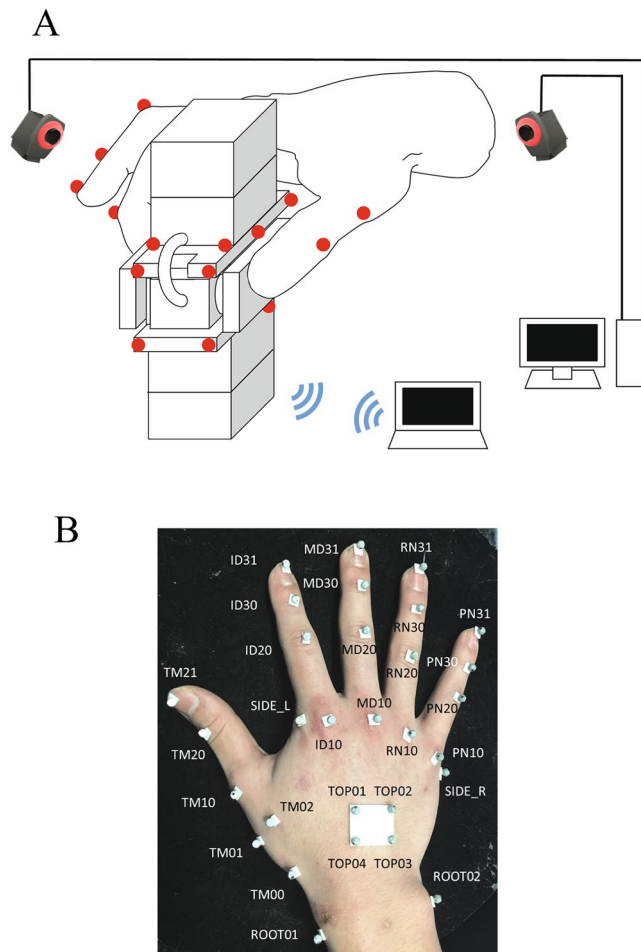 A
B
MD31
RN31
ID31
MD30
ID30
RN30
ID20
MD20
RN20
PN31
PN30
TM21
PN20
SIDE_L
MD10
ID10
RN10
PN10
TM20
SIDE_R
TM10
TOP01 TOP02
TM02
TM01
TOP04 TOP03
TM00
ROOT02
ROOT01